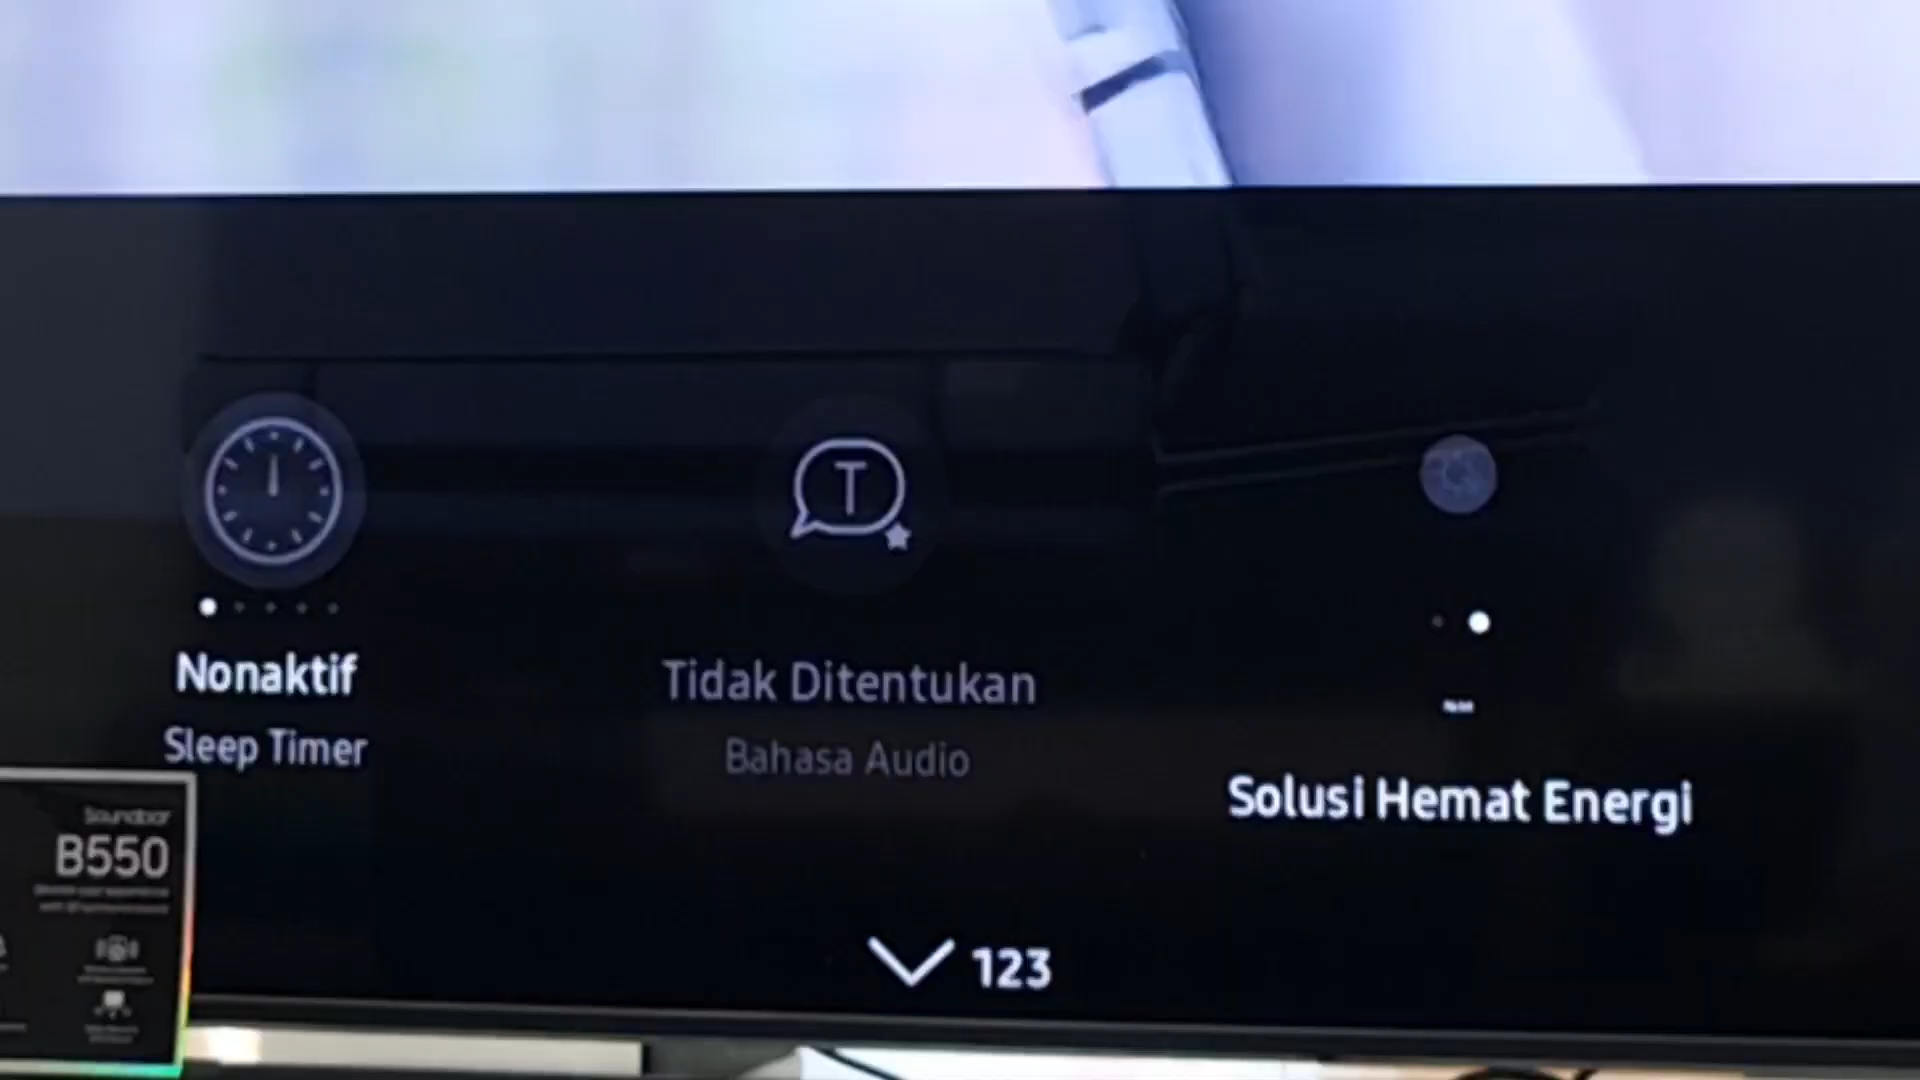 T
Nonaktif
Sleep Timer
Tidak Ditentukan
Bahasa Audio
Solusi Hemat Energi
123
Soundbar
B550